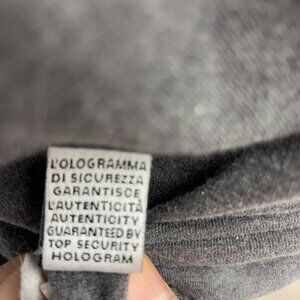 L'OLOGRAMMA
DI SICUREZZA
GARANTISCE
L'AUTENTICITÀ
AUTENTICITY
GUARANTEED BY
TOP SECURITY
HOLOGRAM